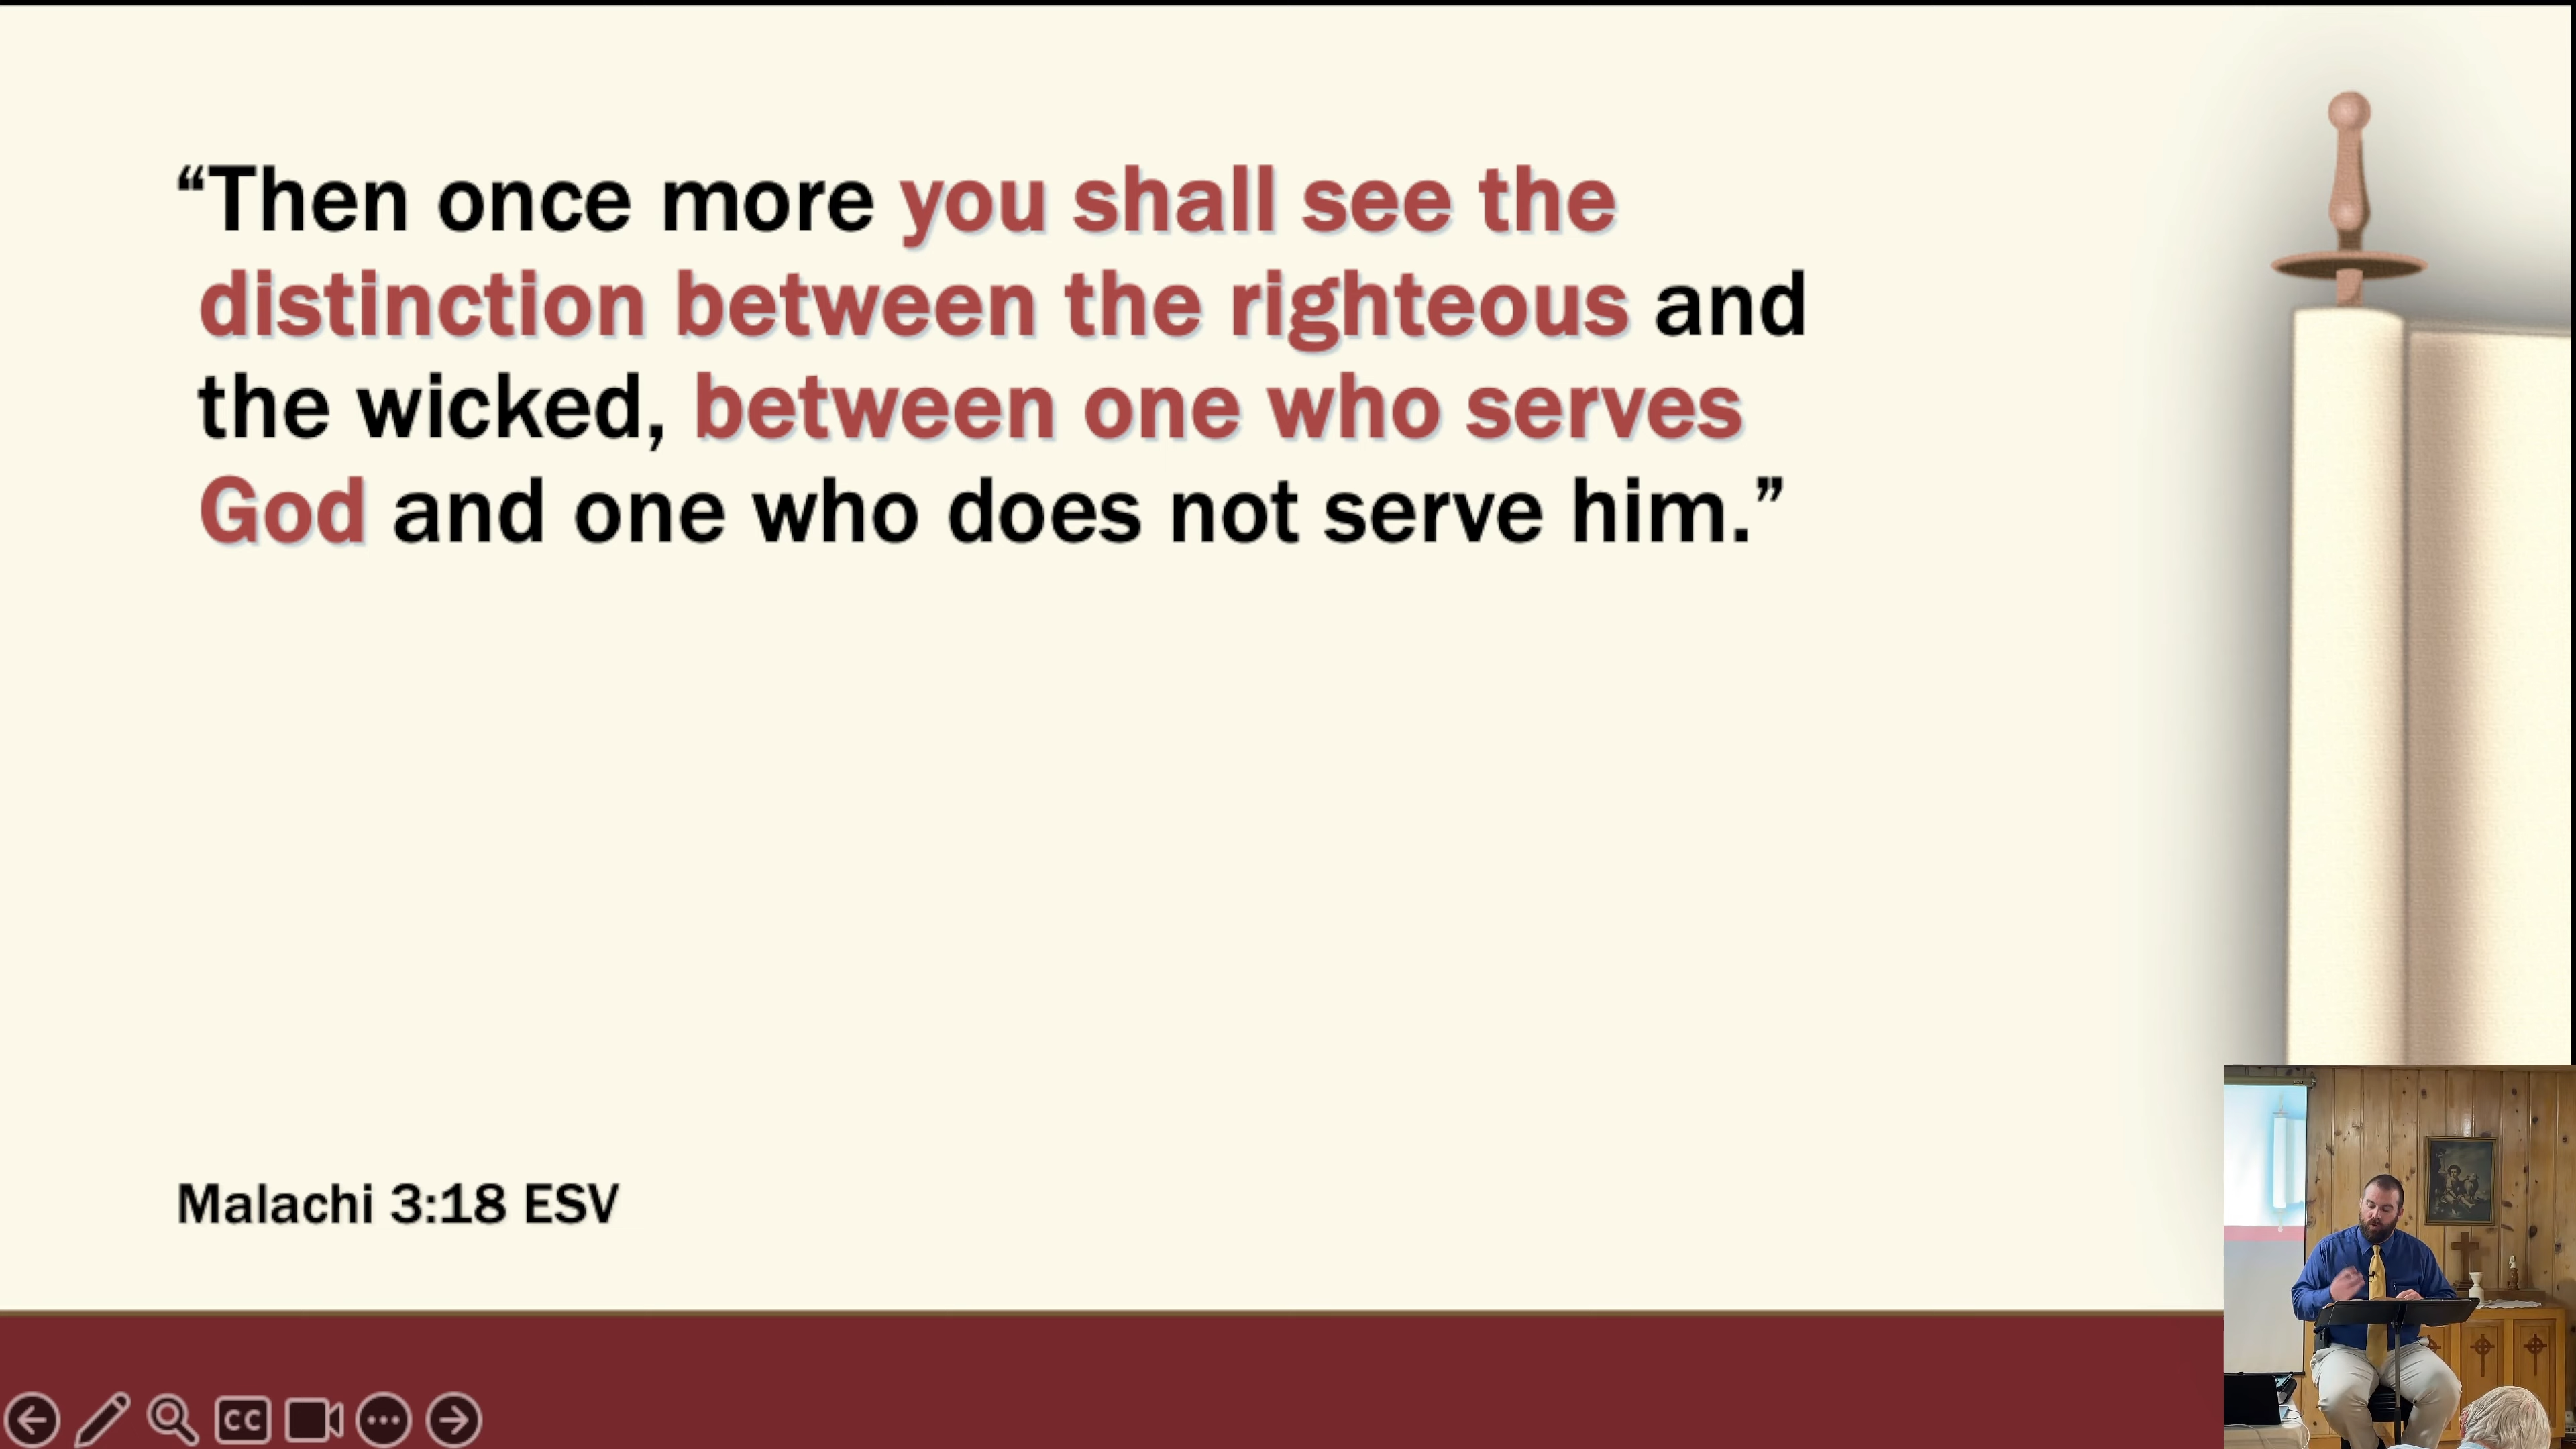 “Then once more you shall see the
distinction between the righteous and
the wicked, between one who serves
God and one who does not serve him.”
Malachi 3:18 ESV
CC